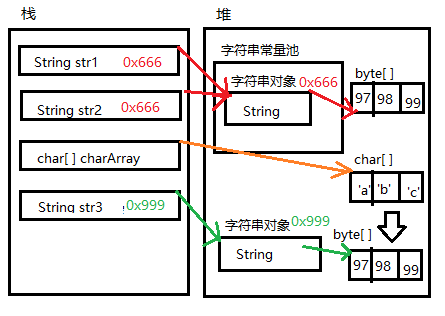 栈
堆
String str1 0x666
String str2 0x666
char[ ] charArray
String str3 0x999
字符串常量池
字符串对象 0x666
String
byte[ ]
97 98 99
char[ ]
'a' 'b' 'c'
字符串对象 0x999
String
byte[ ]
97 98 99